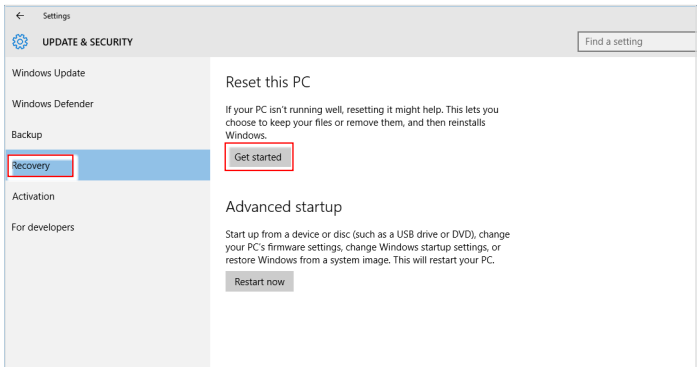 ← Settings
UPDATE & SECURITY
Find a setting
Windows Update
Windows Defender
Backup
Recovery
Activation
For developers
Reset this PC
If your PC isn't running well, resetting it might help. This lets you
choose to keep your files or remove them, and then reinstalls
Windows.
Get started
Advanced startup
Start up from a device or disc (such as a USB drive or DVD), change
your PC's firmware settings, change Windows startup settings, or
restore Windows from a system image. This will restart your PC.
Restart now